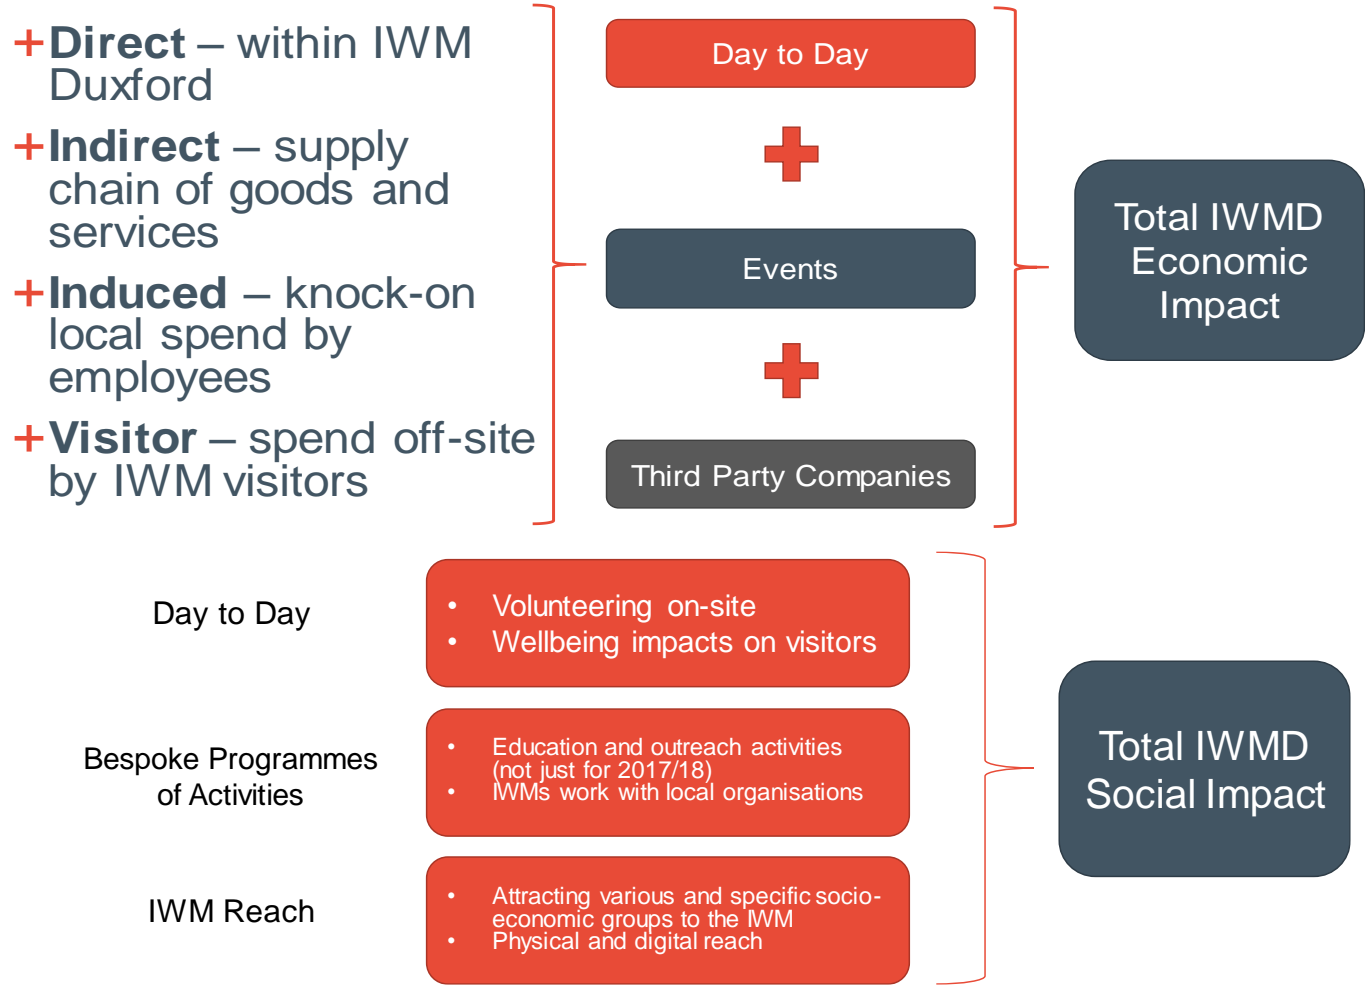 +Direct – within IWM
Duxford
+Indirect – supply
chain of goods and
services
+Induced – knock-on
local spend by
employees
+Visitor – spend off-site
by IWM visitors
Day to Day
Events
Third Party Companies
Total IWMD
Economic
Impact
Day to Day
• Volunteering on-site
• Wellbeing impacts on visitors
Bespoke Programmes
of Activities
• Education and outreach activities
(not just for 2017/18)
• IWMs work with local organisations
IWM Reach
• Attracting various and specific socio-
economic groups to the IWM
• Physical and digital reach
Total IWMD
Social Impact